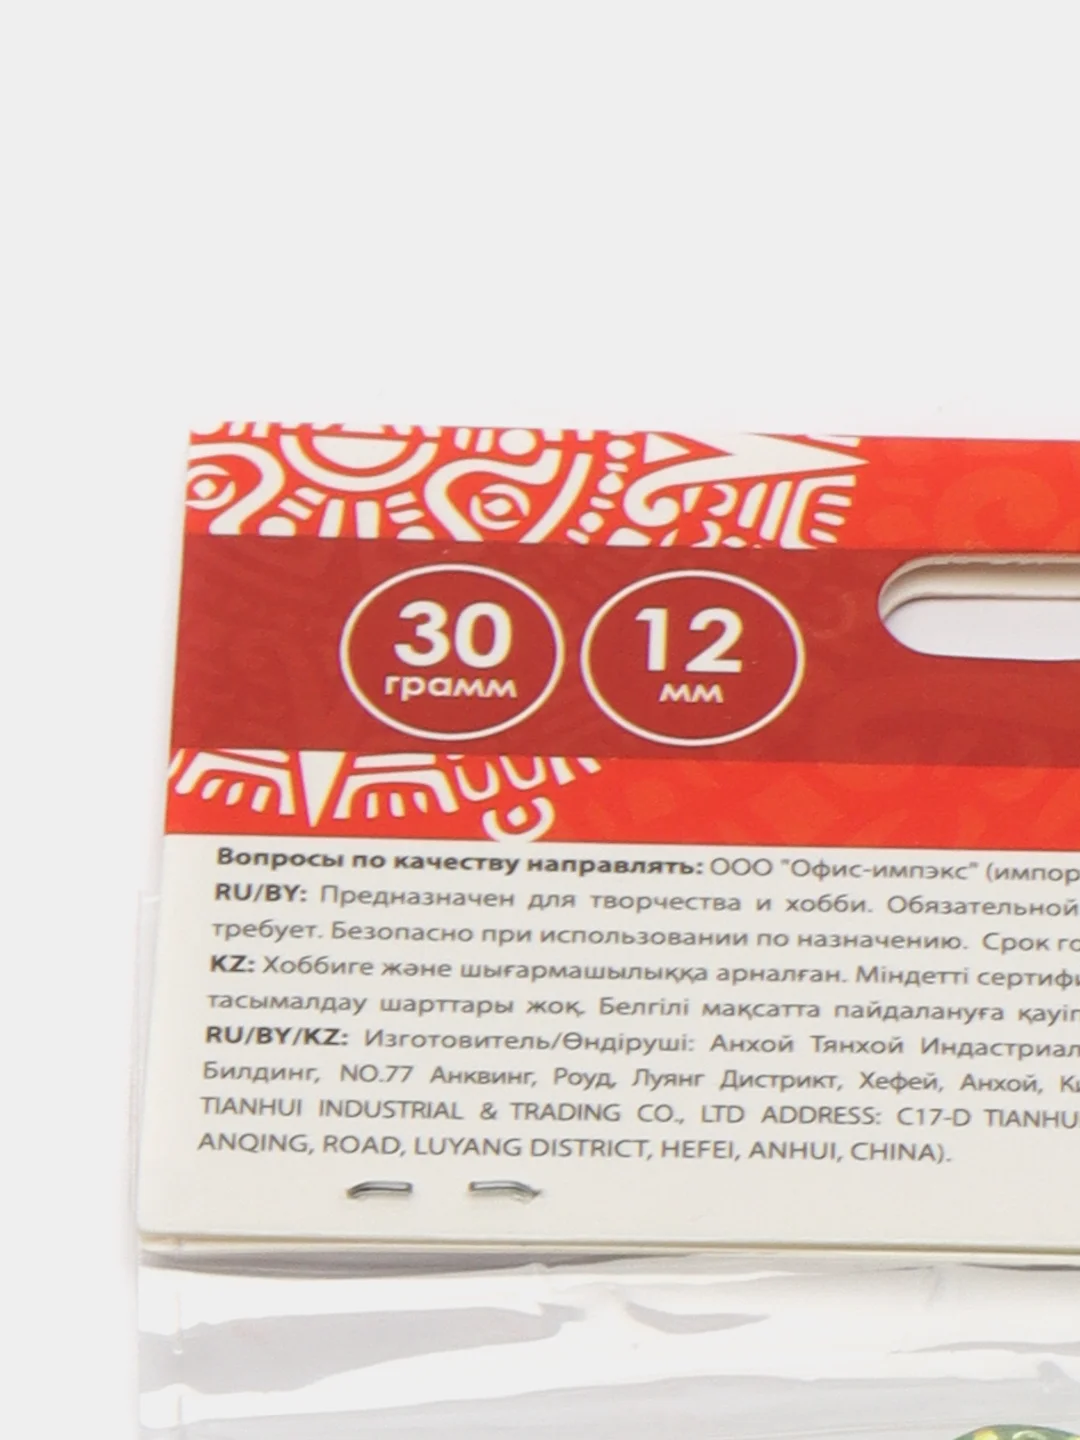 30
грамм
12
мм
Вопросы по качеству направлять: ООО "Офис-импэкс" (импор
RU/BY: Предназначен для творчества и хобби. Обязательной
требует. Безопасно при использовании по назначению. Срок го
KZ: Хоббиге және шығармашылыққа арналған. Міндетті сертифи
тасымалдау шарттары жоқ. Белгілі мақсатта пайдалануға қауіп
RU/BY/KZ: Изготовитель/Өндіруші: Анхой Тянхой Индастриал
Билдинг, NO.77 Анквинг, Роуд, Луянг Дистрикт, Хефей, Анхой, К
TIANHUI INDUSTRIAL & TRADING CO., LTD ADDRESS: C17-D TIANHU
ANQING, ROAD, LUYANG DISTRICT, HEFEI, ANHUI, CHINA).